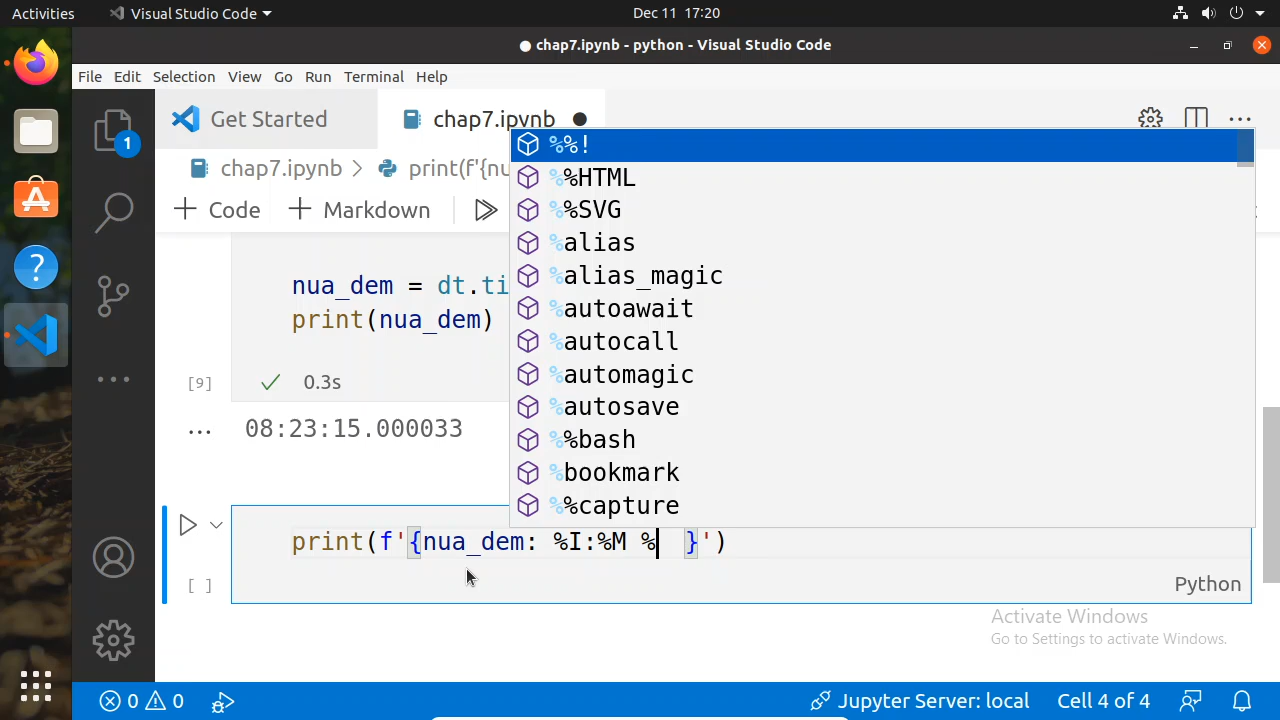 Activities
Visual Studio Code
Dec 11 17:20
● chap7.ipynb - python - Visual Studio Code
File Edit Selection View Go Run Terminal Help
Get Started
chap7.ipynb ●
chap7.ipynb > print(f'{nu
+ Code + Markdown
%%!
%%HTML
%%SVG
%alias
%alias_magic
%autoawait
%autocall
%automagic
%autosave
%%bash
%bookmark
%%capture
nua_dem = dt.ti
print(nua_dem)
[9] ✓ 0.3s
... 08:23:15.000033
print(f'{nua_dem: %I:%M %  }')
[ ]
Python
Activate Windows
Go to Settings to activate Windows.
1
0 0
Jupyter Server: local
Cell 4 of 4